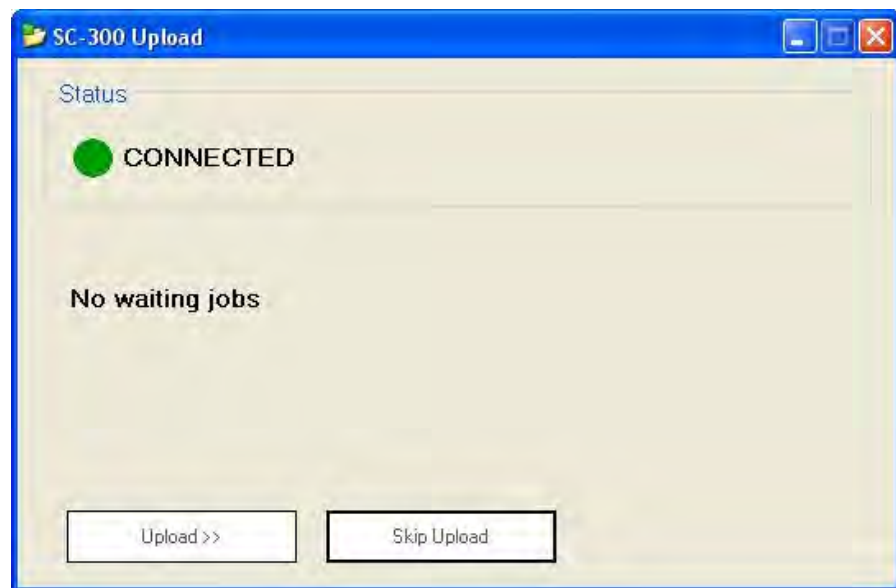 SC-300 Upload
Status
CONNECTED
No waiting jobs
Upload >>
Skip Upload